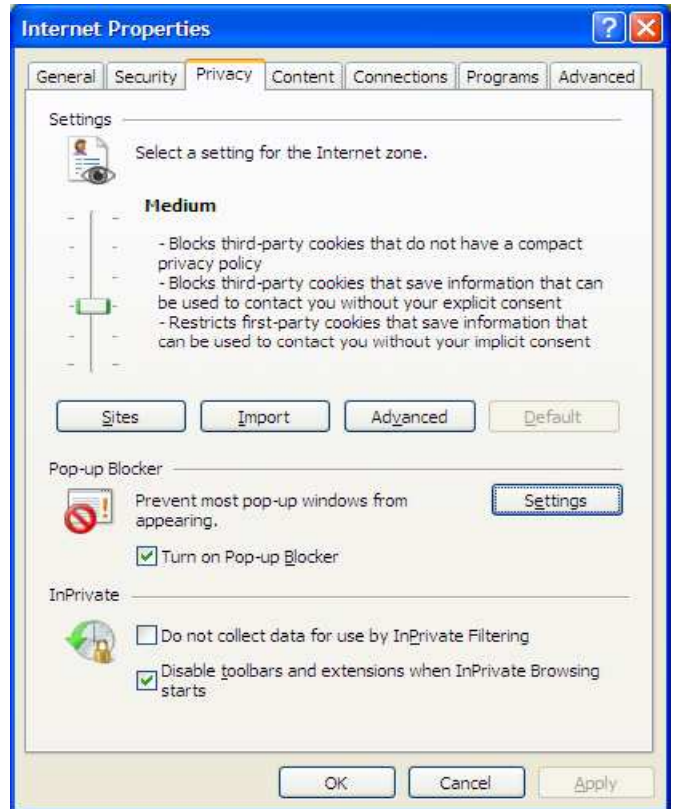 Internet Properties
General Security Privacy Content Connections Programs Advanced
Settings
Select a setting for the Internet zone.
Medium
- Blocks third-party cookies that do not have a compact
privacy policy
- Blocks third-party cookies that save information that can
be used to contact you without your explicit consent
- Restricts first-party cookies that save information that
can be used to contact you without your implicit consent
Sites Import Advanced Default
Pop-up Blocker
Prevent most pop-up windows from
appearing.
Settings
Turn on Pop-up Blocker
InPrivate
Do not collect data for use by InPrivate Filtering
Disable toolbars and extensions when InPrivate Browsing
starts
OK Cancel Apply